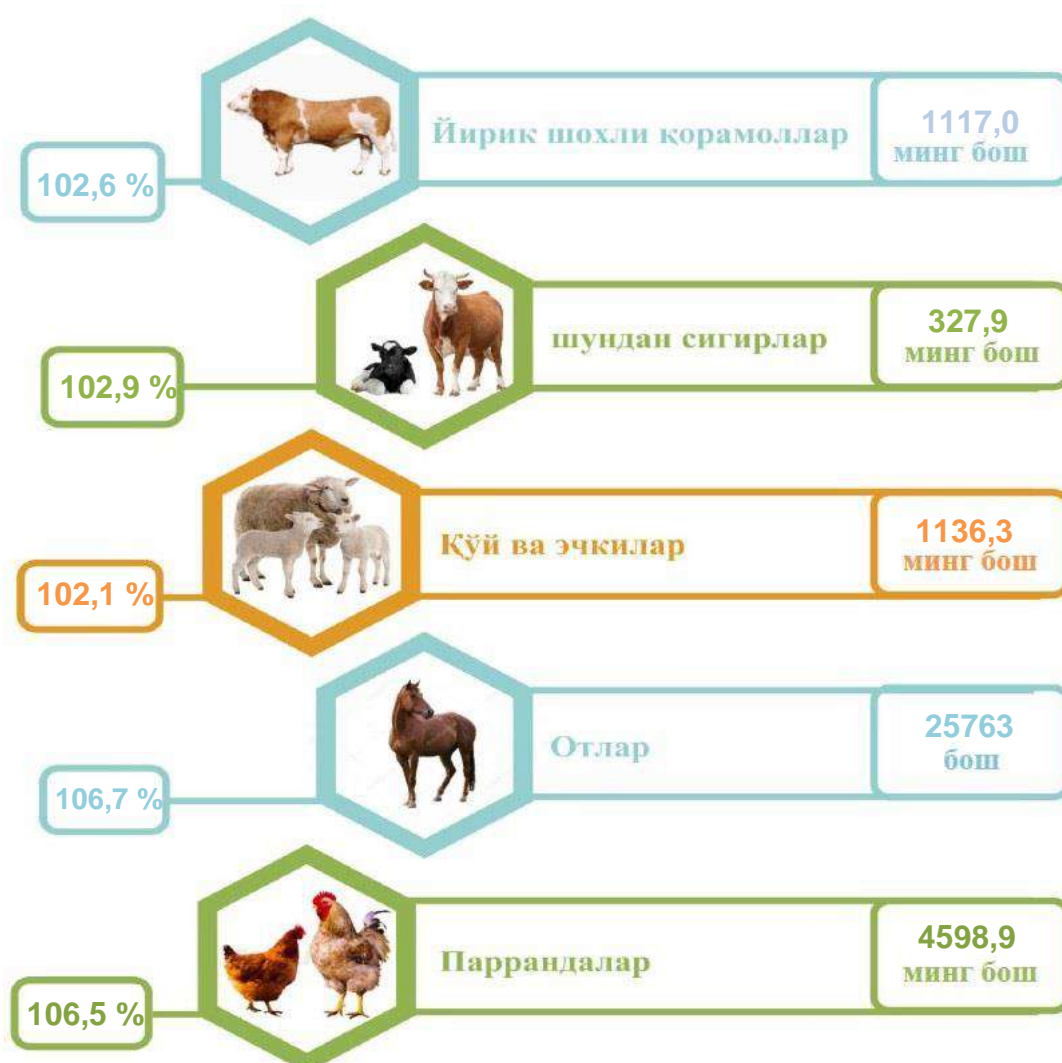 Йирик шохли қорамоллар
1117,0
минг бош
102,6 %
шундан сигирлар
327,9
минг бош
102,9 %
Қўй ва эчкилар
1136,3
минг бош
102,1 %
Отлар
25763
бош
106,7 %
Паррандалар
4598,9
минг бош
106,5 %